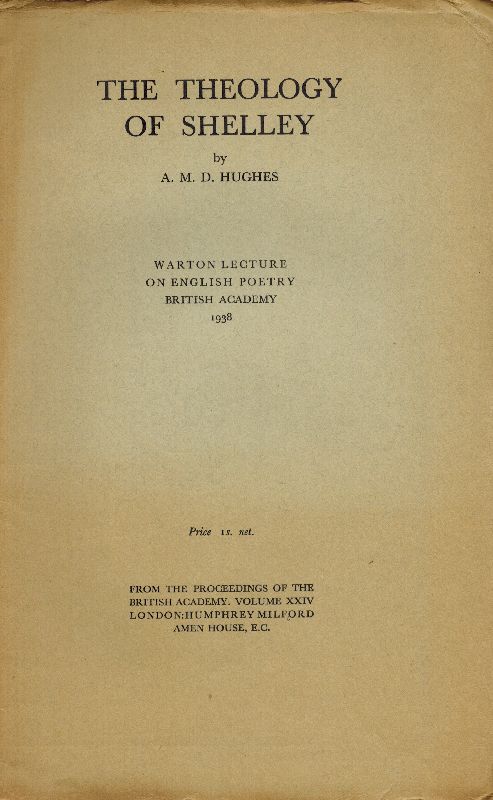 THE THEOLOGY
OF SHELLEY
by
A. M. D. HUGHES
WARTON LECTURE
ON ENGLISH POETRY
BRITISH ACADEMY
1938
Price 1s. net.
FROM THE PROCEEDINGS OF THE
BRITISH ACADEMY. VOLUME XXIV
LONDON: HUMPHREY MILFORD
AMEN HOUSE, E.C.